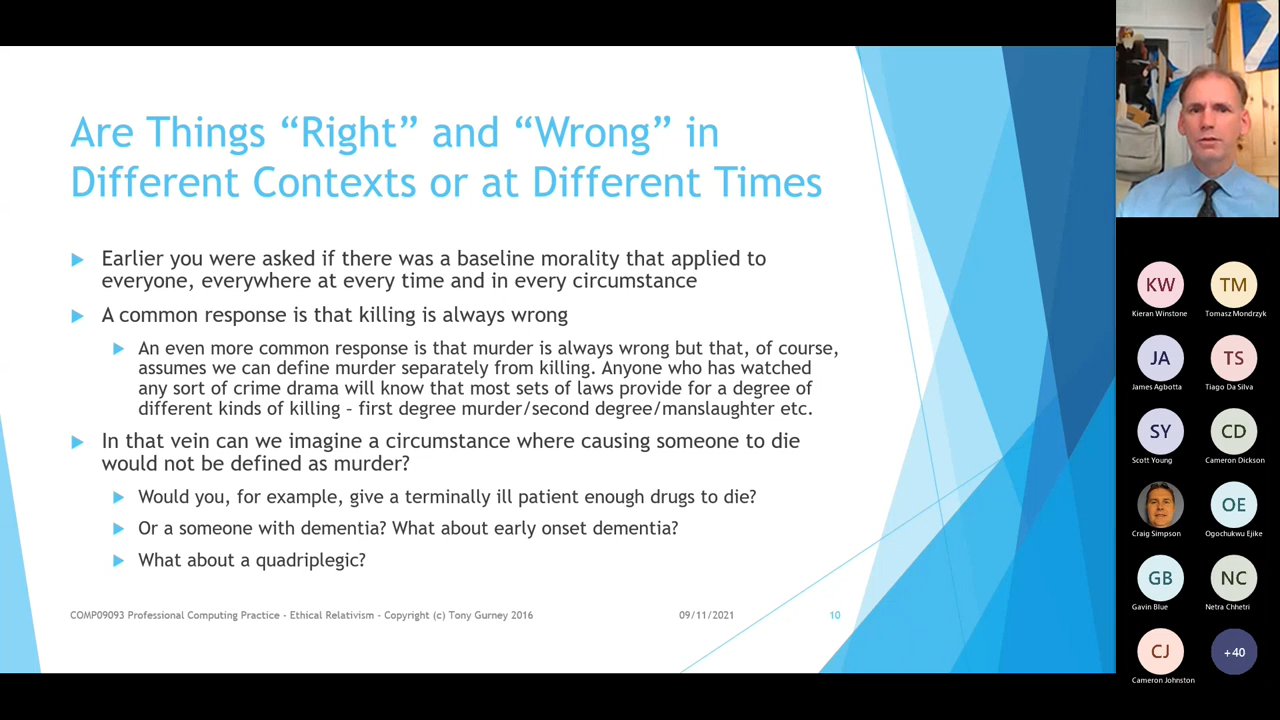 Are Things “Right” and “Wrong” in
Different Contexts or at Different Times
Earlier you were asked if there was a baseline morality that applied to
everyone, everywhere at every time and in every circumstance
A common response is that killing is always wrong
An even more common response is that murder is always wrong but that, of course,
assumes we can define murder separately from killing. Anyone who has watched
any sort of crime drama will know that most sets of laws provide for a degree of
different kinds of killing – first degree murder/second degree/manslaughter etc.
In that vein can we imagine a circumstance where causing someone to die
would not be defined as murder?
Would you, for example, give a terminally ill patient enough drugs to die?
Or a someone with dementia? What about early onset dementia?
What about a quadriplegic?
COMP09093 Professional Computing Practice - Ethical Relativism - Copyright (c) Tony Gurney 2016
09/11/2021
10
KW
TM
Kieran Winstone
Tomasz Mondrzyk
JA
TS
James Agbotta
Tiago Da Silva
SY
CD
Scott Young
Cameron Dickson
OE
Craig Simpson
Ogochukwu Ejike
GB
NC
Gavin Blue
Netra Chhetri
CJ
+40
Cameron Johnston